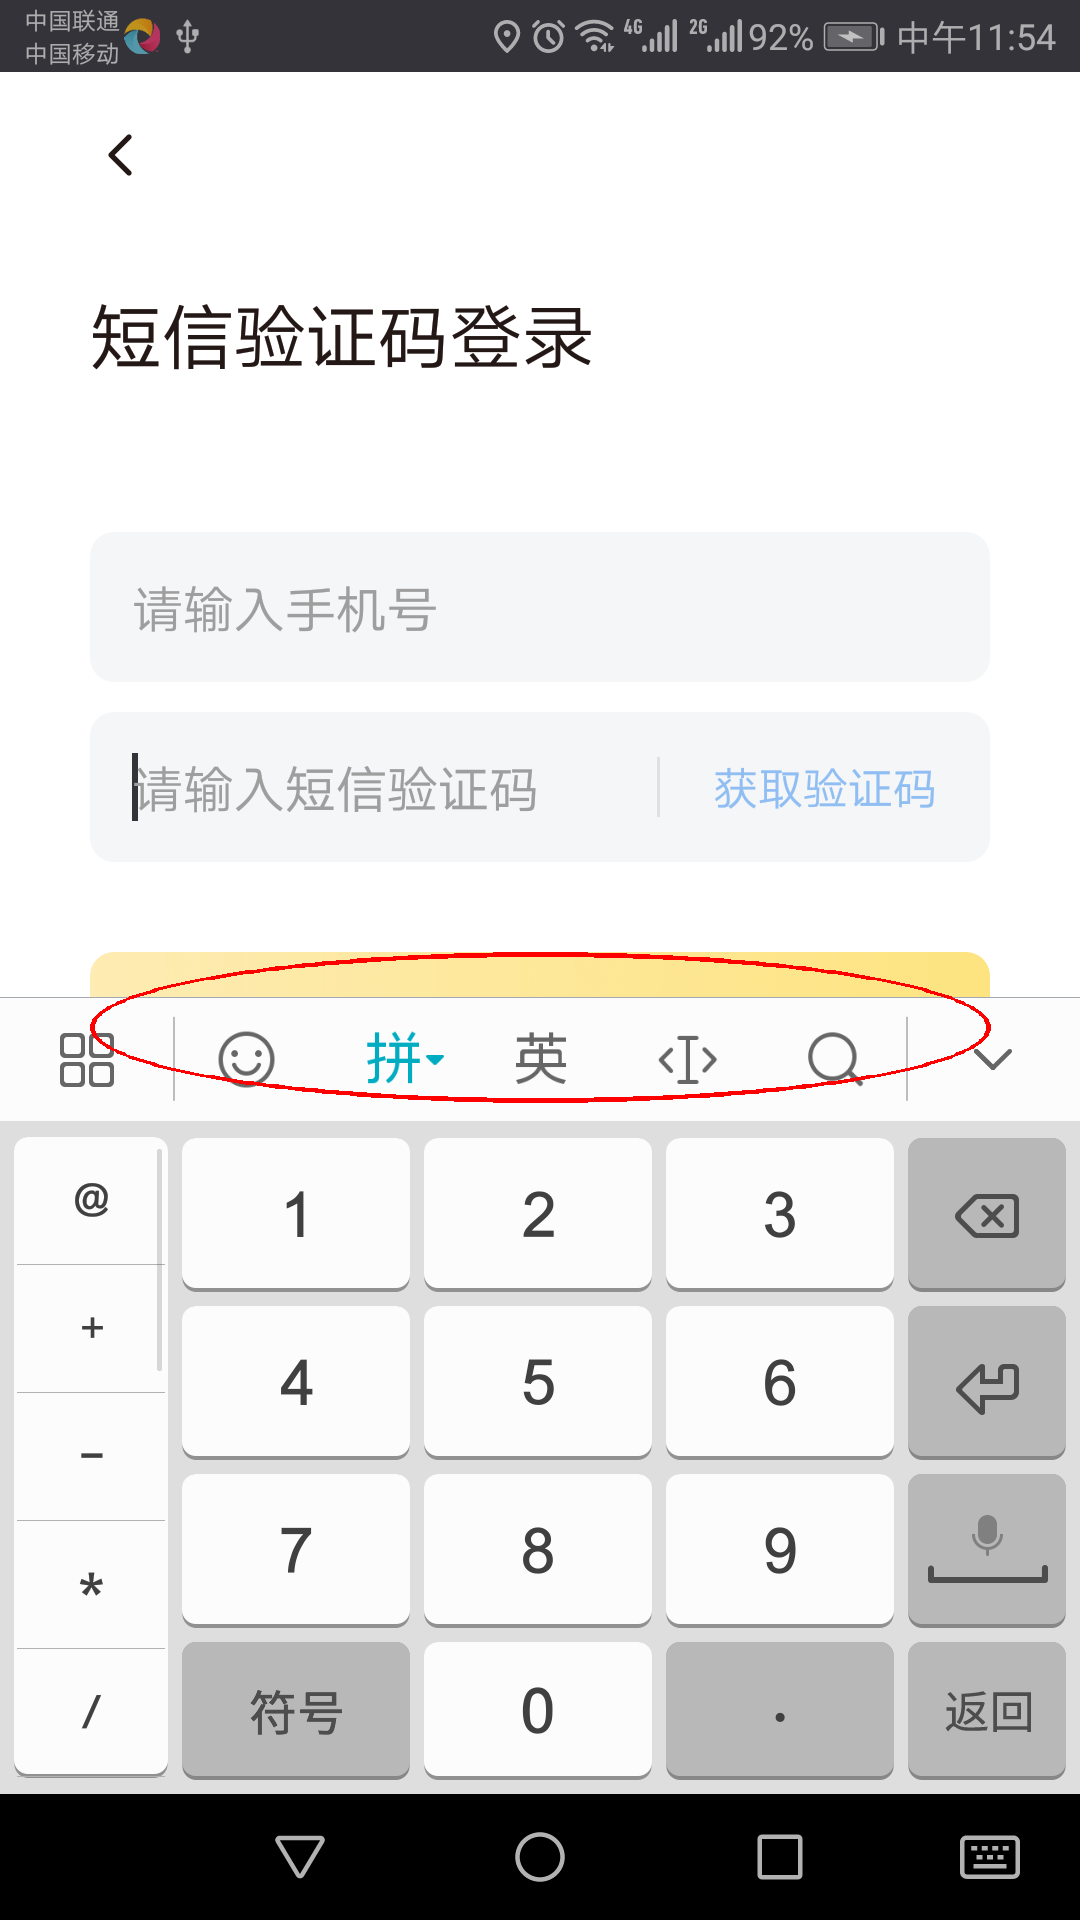 中国联通
中国移动
4G 2G 92% 中午11:54
短信验证码登录
请输入手机号
请输入短信验证码 获取验证码
拼 英
@ 1 2 3
+ 4 5 6
- 7 8 9
*
/ 符号 0 . 返回